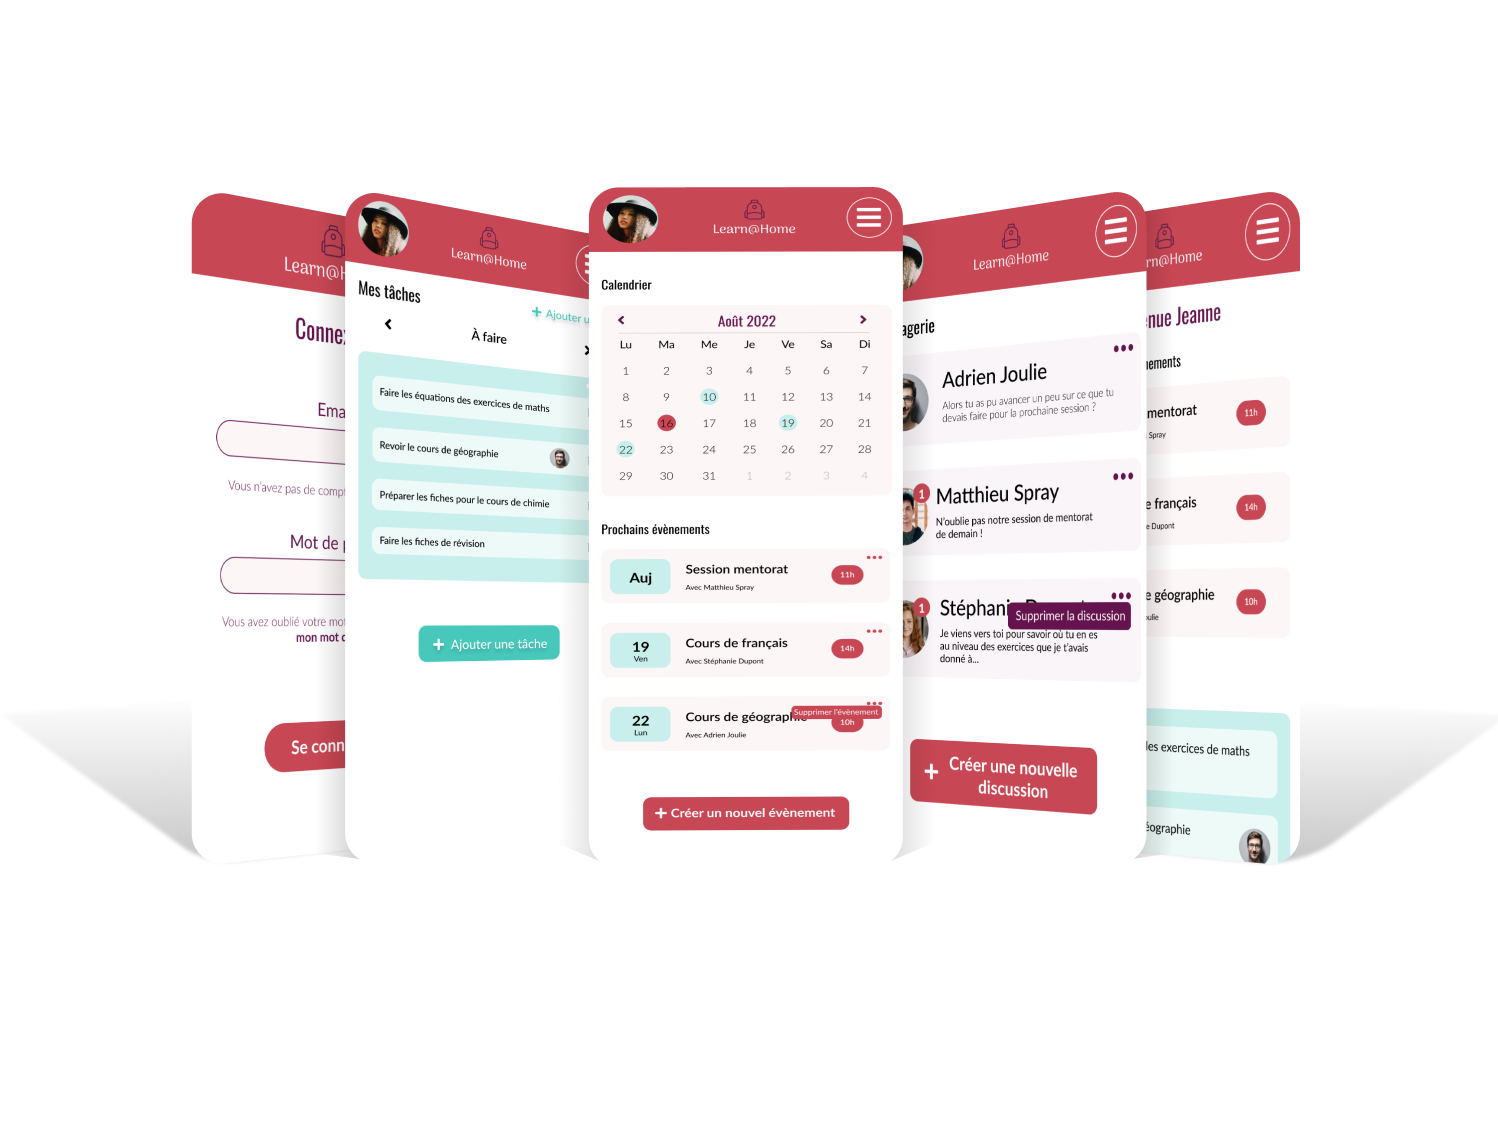 Learn@H
Connex
Ema
Vous n'avez pas de compt
Mot de
Vous avez oublié votre mot
mon mot
Se conn
Learn@Home
Mes tâches
+ Ajouter u
À faire
Faire les équations des exercices de maths
Revoir le cours de géographie
Préparer les fiches pour le cours de chimie
Faire les fiches de révision
+ Ajouter une tâche
Learn@Home
Calendrier
Août 2022
Lu Ma Me Je Ve Sa Di
1 2 3 4 5 6 7
8 9 10 11 12 13 14
15 16 17 18 19 20 21
22 23 24 25 26 27 28
29 30 31 1 2 3 4
Prochains évènements
Auj
Session mentorat
Avec Matthieu Spray
11h
19
Ven
Cours de français
Avec Stéphanie Dupont
14h
22
Lun
Cours de géographi
Avec Adrien Joulie
Supprimer l'évènement
10h
+ Créer un nouvel évènement
Learn@Home
agerie
Adrien Joulie
Alors tu as pu avancer un peu sur ce que tu
devais faire pour la prochaine session ?
1
Matthieu Spray
N'oublie pas notre session de mentorat
de demain !
1
Stéphani
Supprimer la discussion
Je viens vers toi pour savoir où tu en es
au niveau des exercices que je t'avais
donné à...
+ Créer une nouvelle
discussion
rn@Home
nue Jeanne
nements
mentorat
Spray
11h
e français
e Dupont
14h
e géographie
oulie
10h
les exercices de maths
éographie